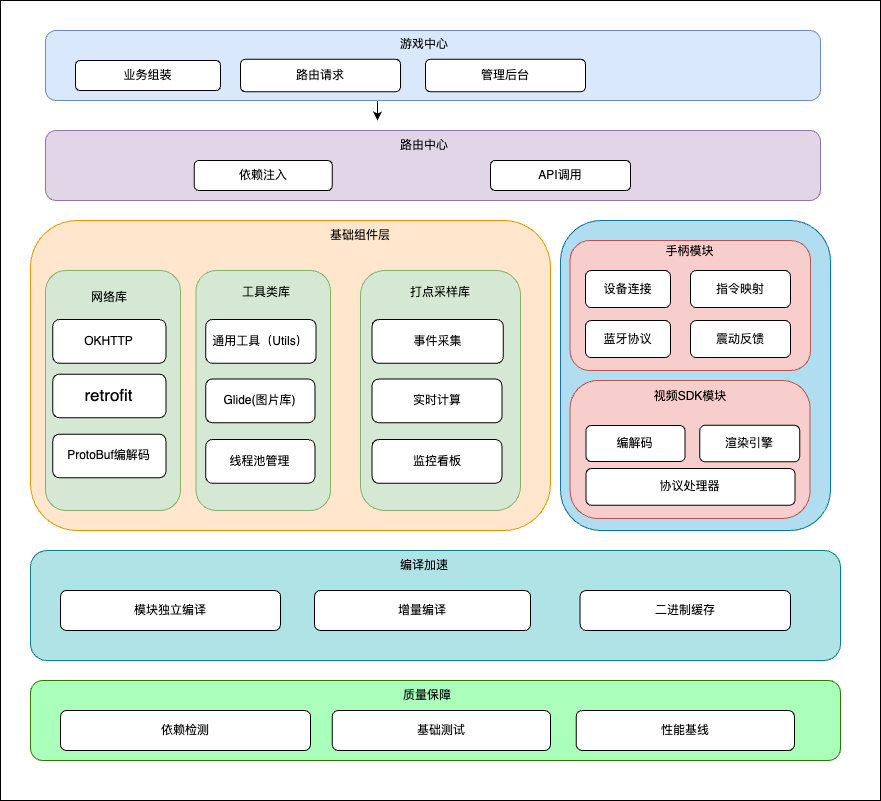 游戏中心
业务组装
路由请求
管理后台
路由中心
依赖注入
API调用
基础组件层
网络库
OKHTTP
retrofit
ProtoBuf编解码
工具类库
通用工具（Utils）
Glide(图片库)
线程池管理
打点采样库
事件采集
实时计算
监控看板
手柄模块
设备连接
指令映射
蓝牙协议
震动反馈
视频SDK模块
编解码
渲染引擎
协议处理器
编译加速
模块独立编译
增量编译
二进制缓存
质量保障
依赖检测
基础测试
性能基线